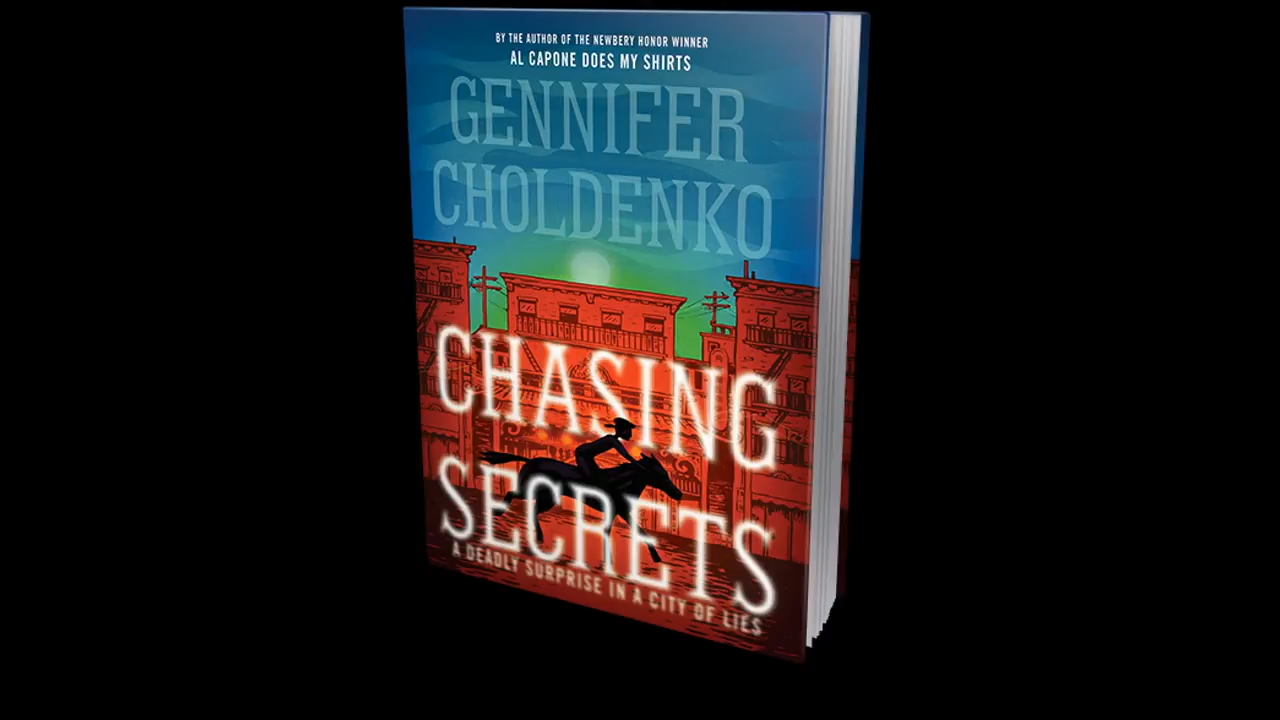 BY THE AUTHOR OF THE NEWBERY HONOR WINNER
AL CAPONE DOES MY SHIRTS
GENNIFER
CHOLDENKO
CHASING
SECRETS
A DEADLY SURPRISE IN A CITY OF LIES